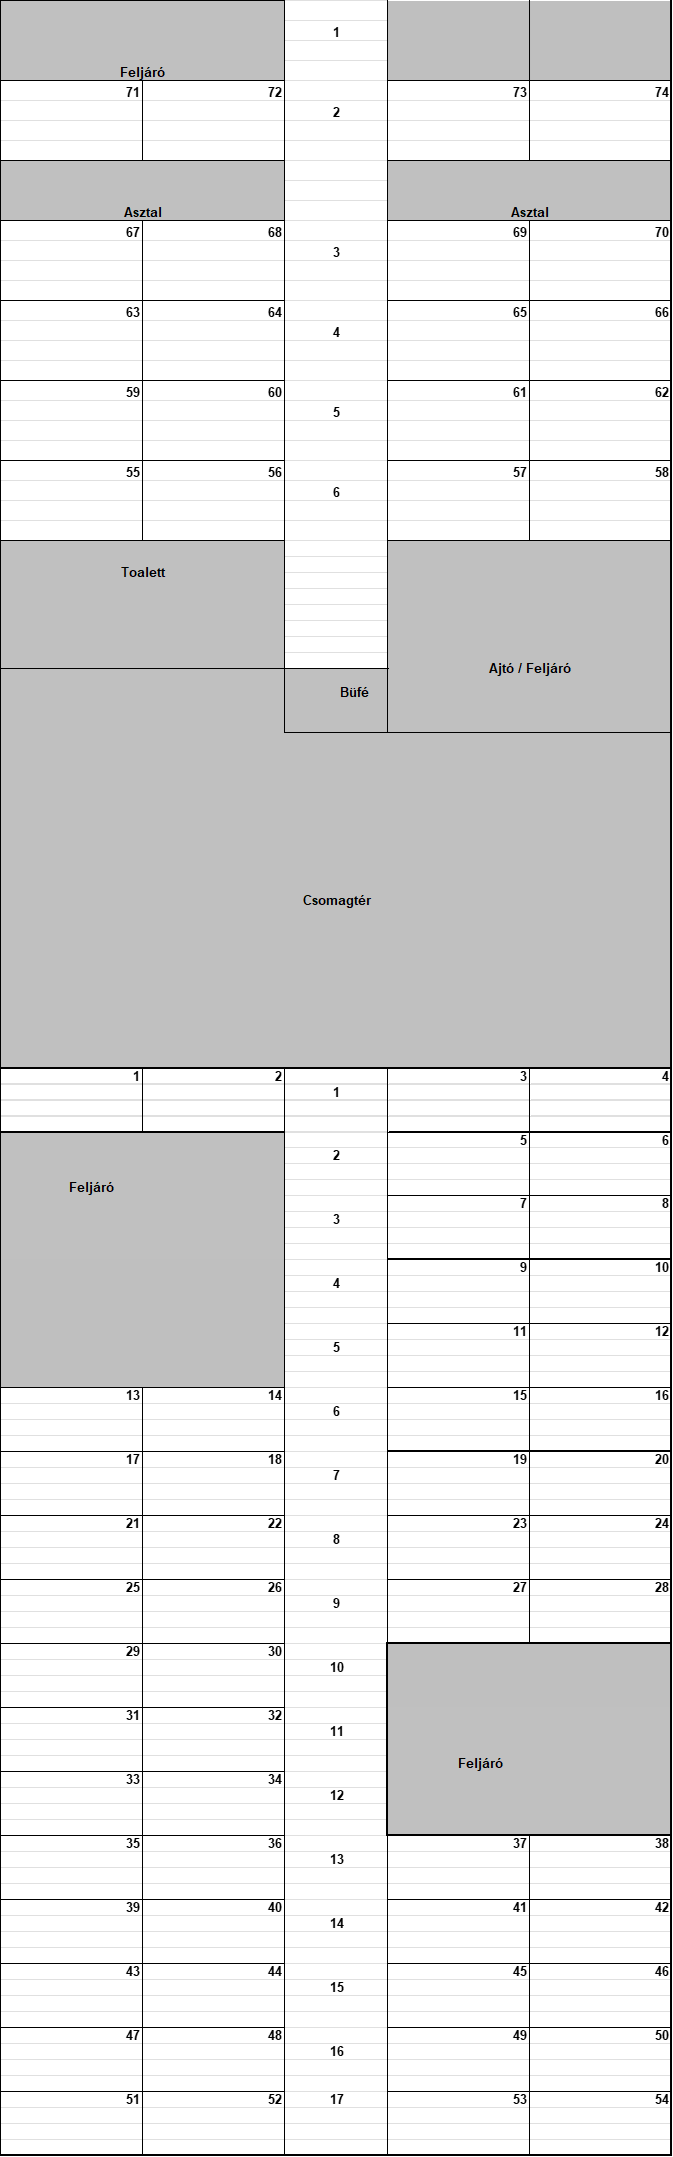 1
Feljáró
71 72 73 74
2
Asztal Asztal
67 68 69 70
3
63 64 65 66
4
59 60 61 62
5
55 56 57 58
6
Toalett
Ajtó / Feljáró
Büfé
Csomagtér
1 2 3 4
1
5 6
2
Feljáró
7 8
3
9 10
4
11 12
5
13 14 15 16
6
17 18 19 20
7
21 22 23 24
8
25 26 27 28
9
29 30
10
31 32
11
Feljáró
33 34
12
35 36 37 38
13
39 40 41 42
14
43 44 45 46
15
47 48 49 50
16
51 52 17 53 54